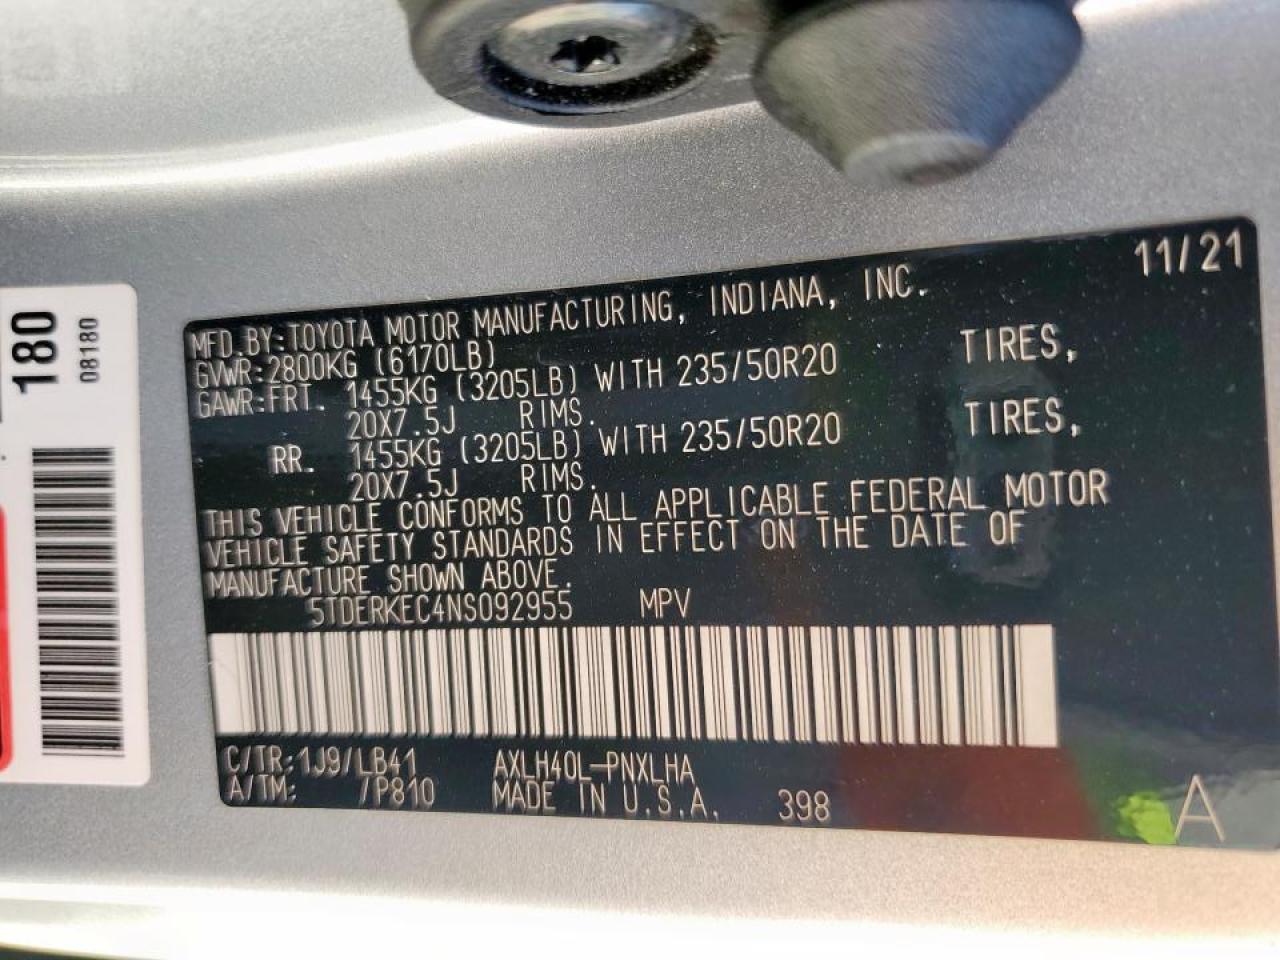 11/21
MFD.BY:TOYOTA MOTOR MANUFACTURING, INDIANA, INC.
GVWR:2800KG (6170LB)
GAWR:FRT. 1455KG (3205LB) WITH 235/50R20 TIRES,
20X7.5J RIMS.
RR. 1455KG (3205LB) WITH 235/50R20 TIRES,
20X7.5J RIMS.
THIS VEHICLE CONFORMS TO ALL APPLICABLE FEDERAL MOTOR
VEHICLE SAFETY STANDARDS IN EFFECT ON THE DATE OF
MANUFACTURE SHOWN ABOVE.
5TDERKEC4NS092955 MPV
C/TR:1J9/LB41 AXLH40L-PNXLHA
A/TM: /P810 MADE IN U.S.A. 398 A
180
08180